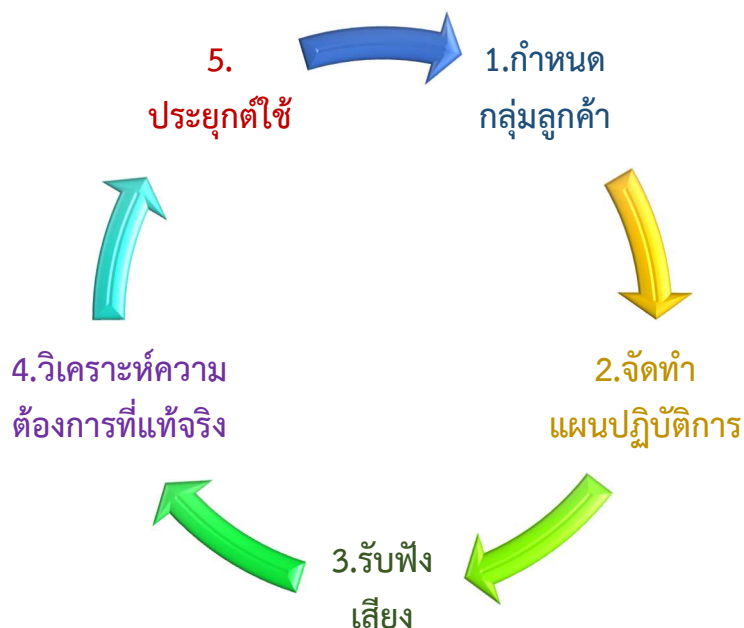 5.
ประยุกต์ใช้
1.กำหนด
กลุ่มลูกค้า
2.จัดทำ
แผนปฏิบัติการ
3.รับฟัง
เสียง
4.วิเคราะห์ความ
ต้องการที่แท้จริง